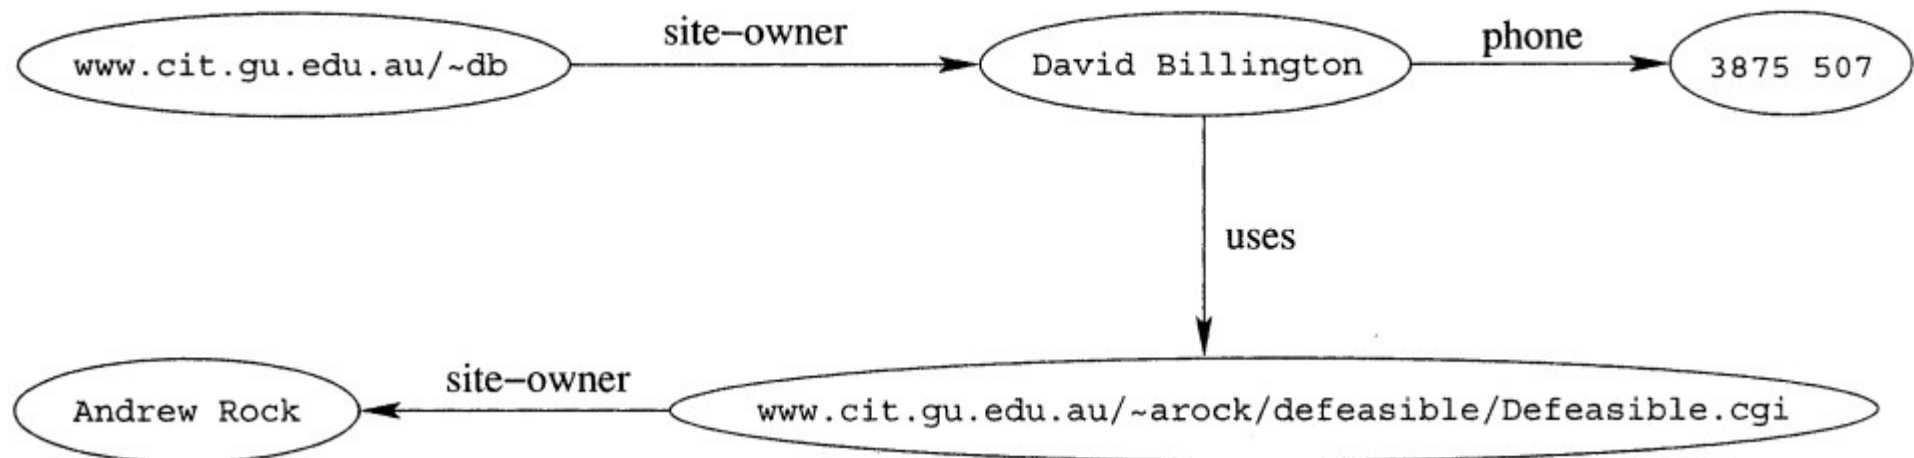 site–owner
phone
www.cit.gu.edu.au/~db
David Billington
3875 507
uses
site–owner
Andrew Rock
www.cit.gu.edu.au/~arock/defeasible/Defeasible.cgi